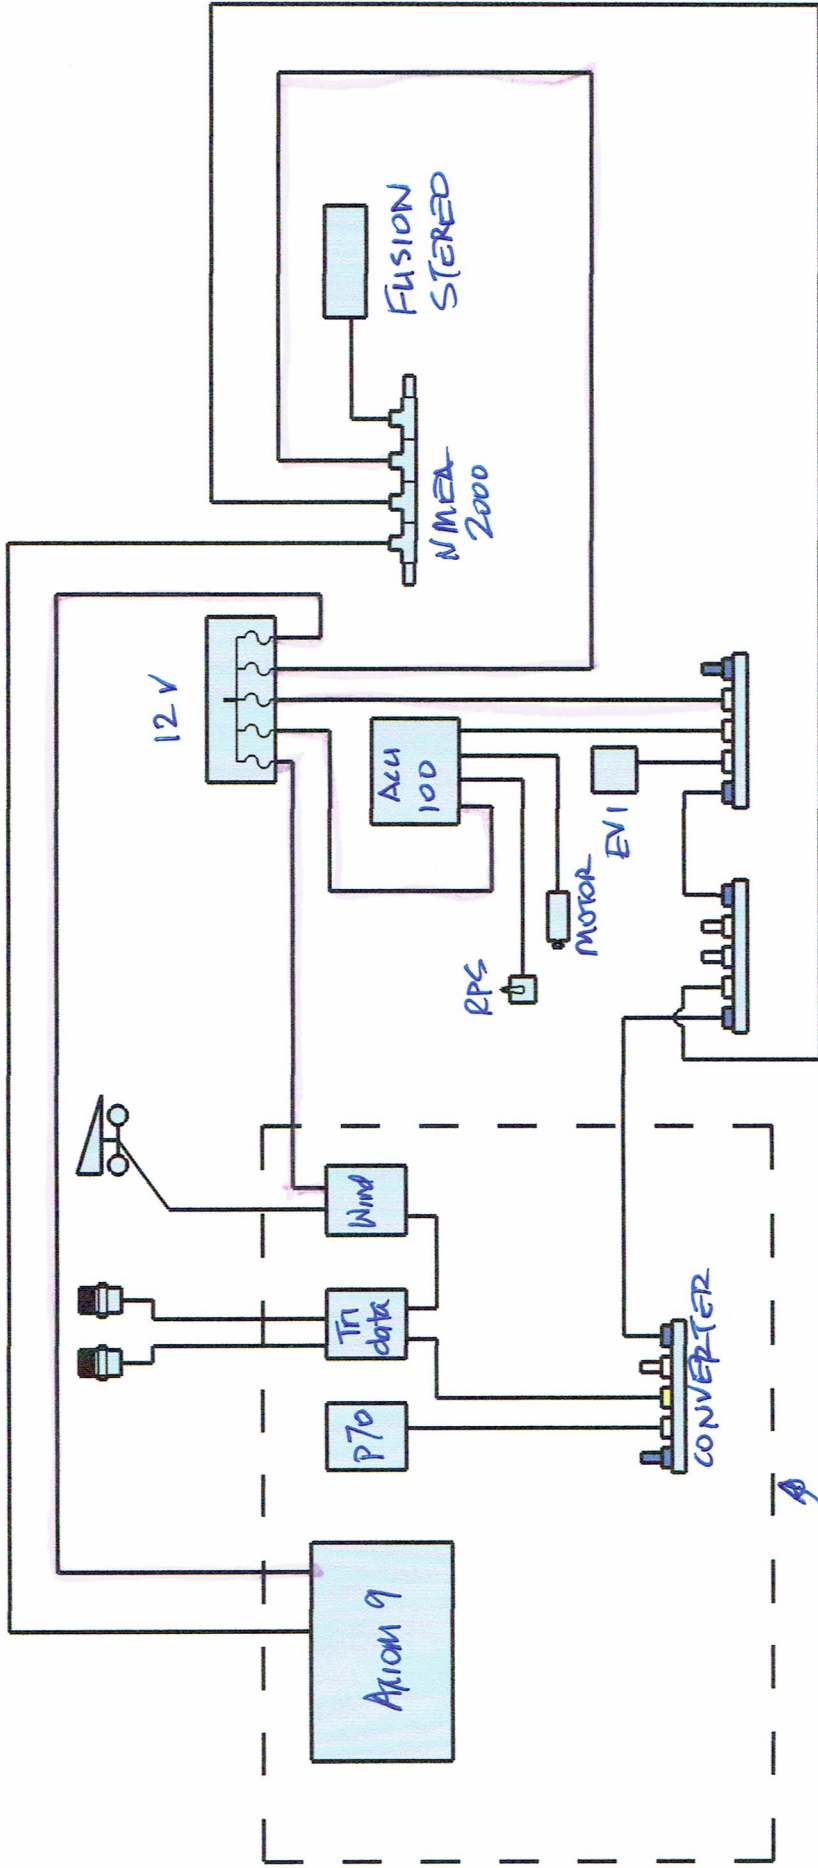 12 V
Axiom 9
P70
Tri
data
Wind
ACU
100
FUSION
STEREO
NMEA
2000
RPS
MOTOR
EV1
CONVERTER